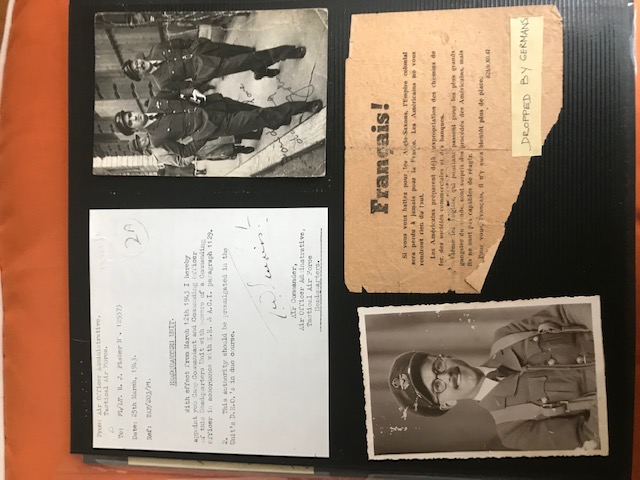 From: Air Officer Administrative,
Tactical Air Force.
To: Fl/Lt. R. J. Fisher
Date: 25th March, 1943.
Ref:
2A
HEADQUARTERS UNIT.
With effect from March 12th 1943 I hereby
appoint you Camp Commandant and Commanding Officer
of this Headquarters Unit with powers of a Commanding
Officer in accordance with K.R. & A.C.I. paragraph 1129.
2. This authority should be promulgated in the
Unit's D.R.O.'s in due course.
Air Commander,
Air Officer Administrative,
Tactical Air Force
Headquarters.
Français!
Si vous vous battez pour les Anglo-Saxons, l'Empire colonial
sera perdu à jamais pour la France. Les Américains ne vous
rendront rien du tout.
Les Américains préparent déjà expropriation des chemins de
fer, des sociétés commerciales et des banques.
Même les Anglais, qui pourtant passent pour les plus grands
gangster du monde, sont surpris des procédés des Américains, mais
ils ne sont pas capables de réagir.
Pour vous, Français, il n'y aura bientôt plus de place.
DROPPED BY GERMANS